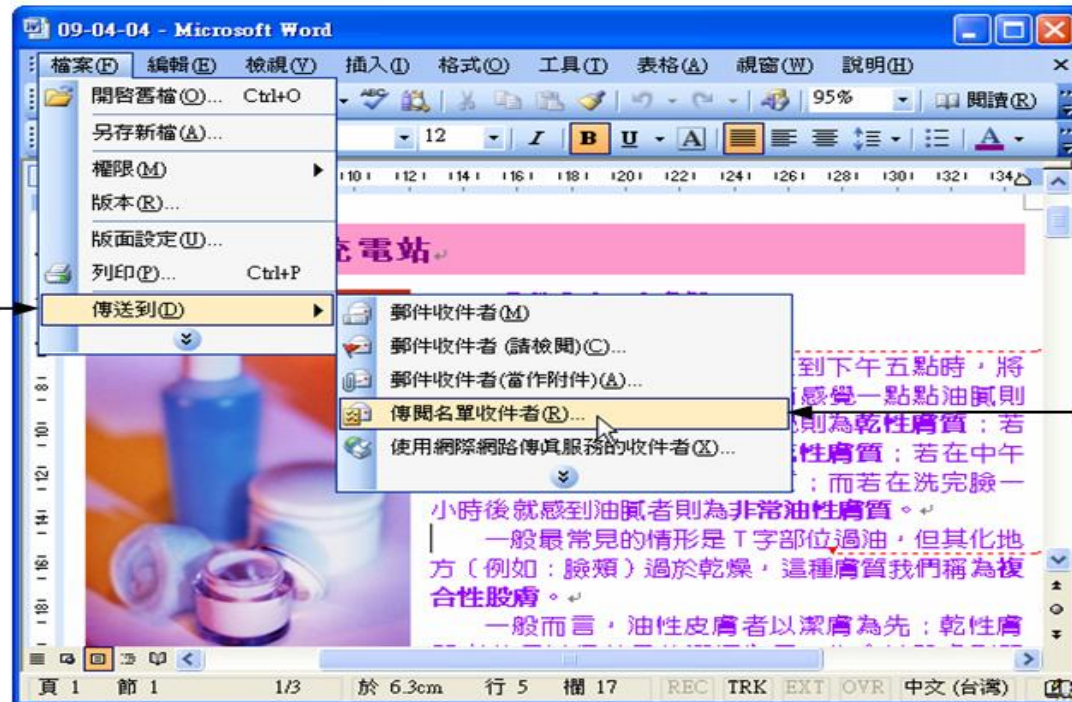 09-04-04 - Microsoft Word
檔案(F) 編輯(E) 檢視(V) 插入(I) 格式(O) 工具(T) 表格(A) 視窗(W) 說明(H)
開啓舊檔(O)... Ctrl+O
95% 閱讀(R)
另存新檔(A)...
12 I B U A A
權限(M)
版本(R)...
版面設定(U)...
列印(P)... Ctrl+P
傳送到(D)
郵件收件者(M)
郵件收件者 (請檢閱)(C)...
郵件收件者(當作附件)(A)...
傳閱名單收件者(R)...
使用網際網路傳真服務的收件者(X)...
充電站
到下午五點時，將
感覺一點點油膩則
則為乾性膚質；若
性膚質；若在中午
；而若在洗完臉一
小時後就感到油膩者則為非常油性膚質。
一般最常見的情形是T字部位過油，但其化地
方（例如：臉頰）過於乾燥，這種膚質我們稱為複
合性股膚。
一般而言，油性皮膚者以潔膚為先；乾性膚
頁 1 節 1 1/3 於 6.3cm 行 5 欄 17 REC TRK EXT OVR 中文 (台灣)